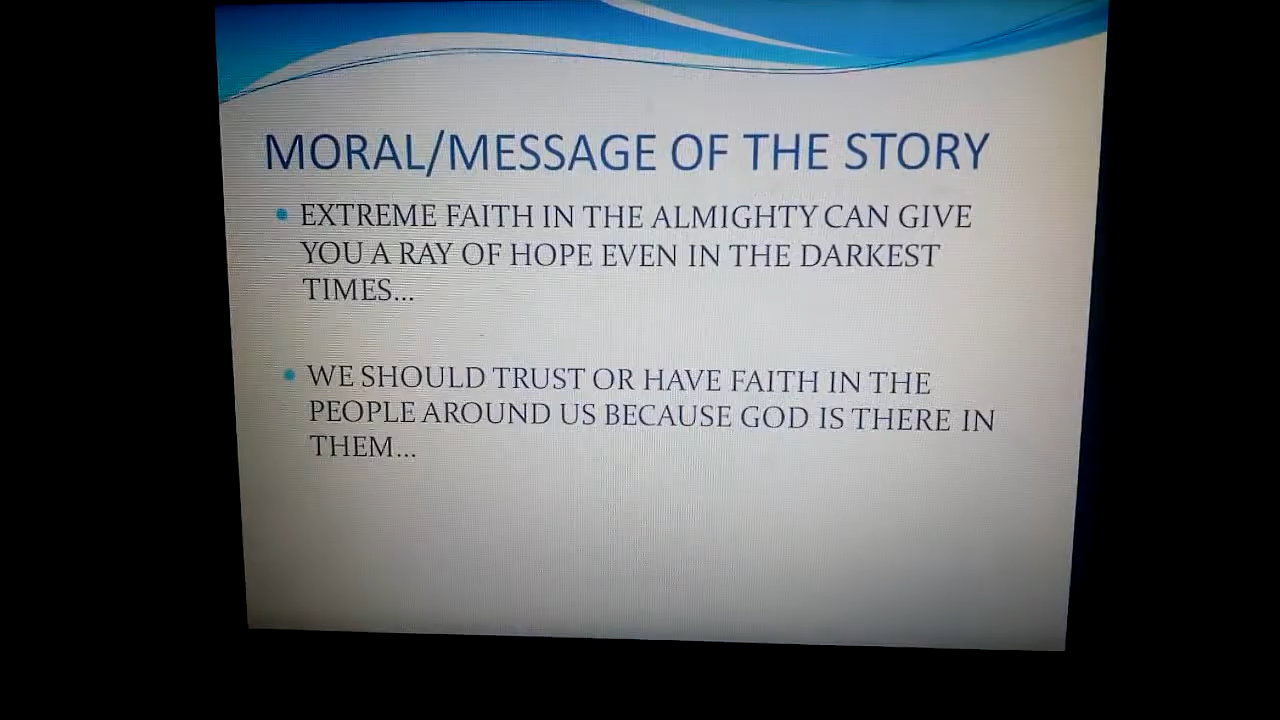 MORAL/MESSAGE OF THE STORY
• EXTREME FAITH IN THE ALMIGHTY CAN GIVE
YOU A RAY OF HOPE EVEN IN THE DARKEST
TIMES...
• WE SHOULD TRUST OR HAVE FAITH IN THE
PEOPLE AROUND US BECAUSE GOD IS THERE IN
THEM...